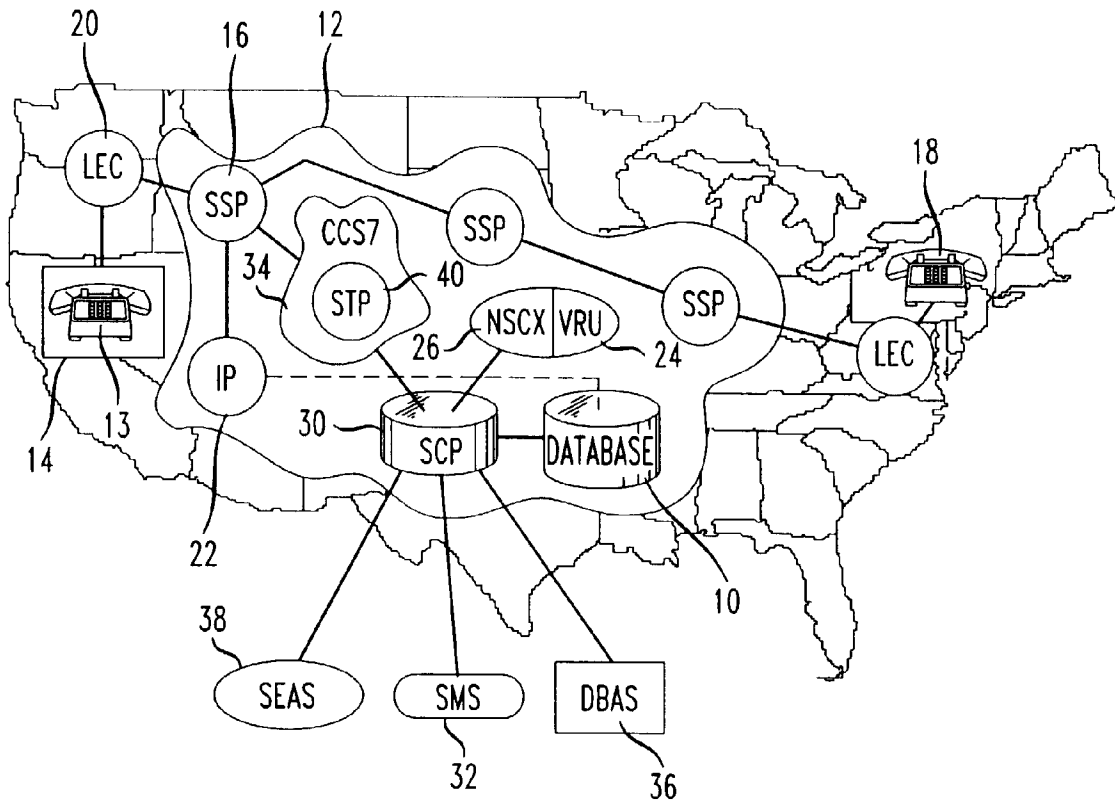 20
16
12
LEC
SSP
CCS7
SSP
18
34
STP
40
SSP
26
NSCX VRU
24
LEC
IP
30
SCP
DATABASE
14
13
22
10
38
SEAS
SMS
DBAS
32
36